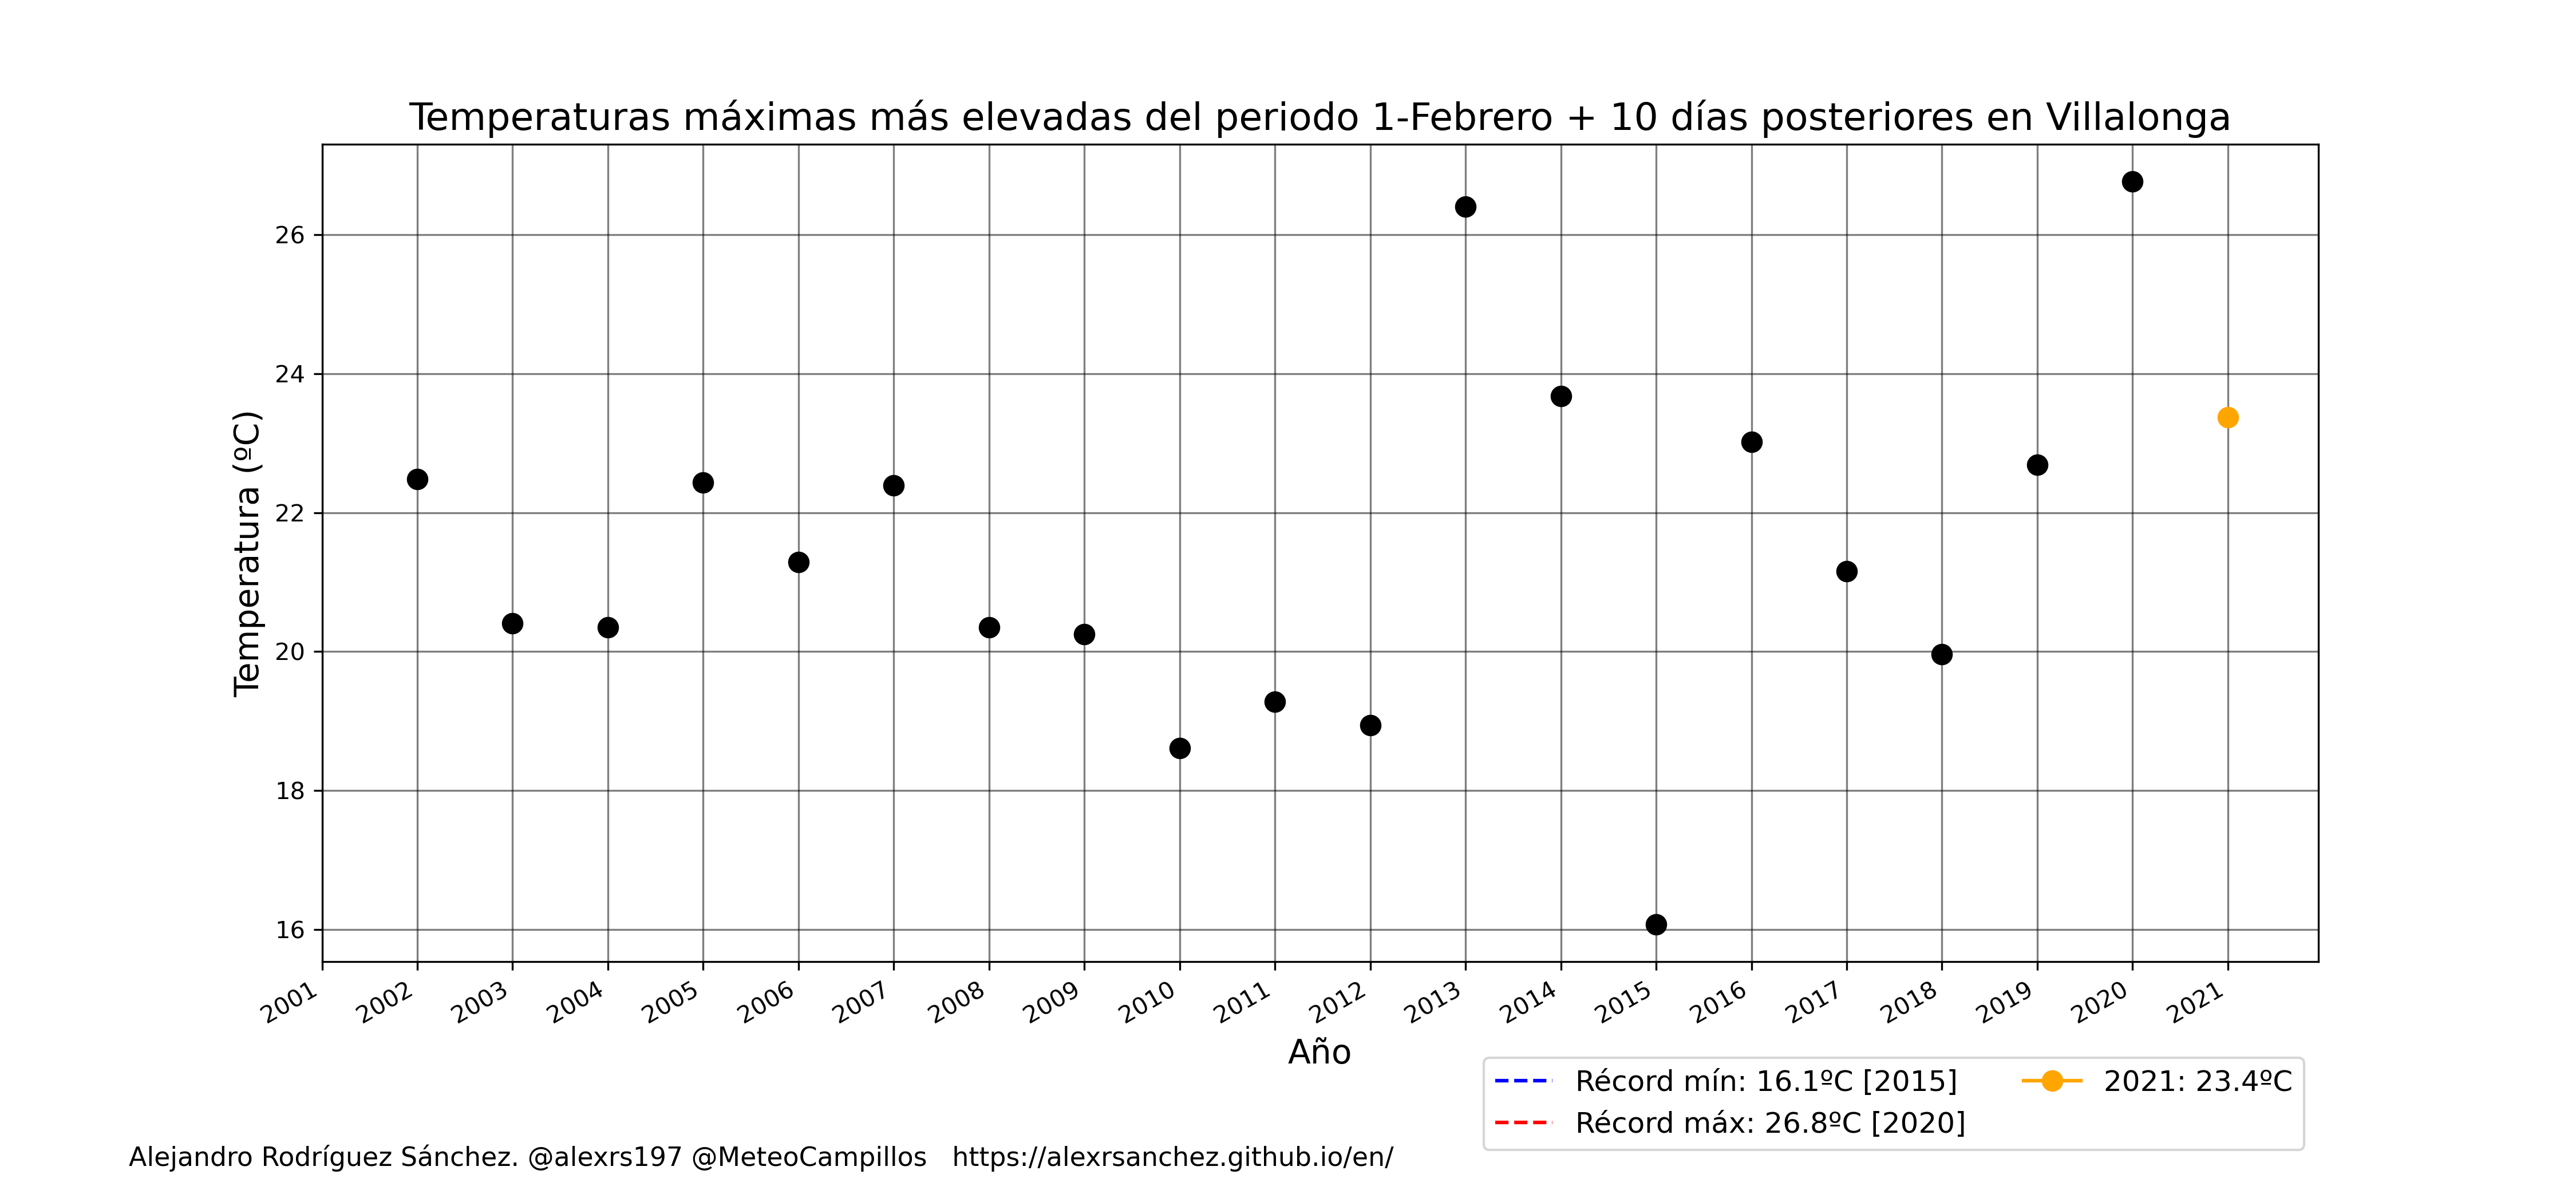 Temperaturas máximas más elevadas del periodo 1-Febrero + 10 días posteriores en Villalonga
Temperatura (ºC)
26
24
22
20
18
16
2001 2002 2003 2004 2005 2006 2007 2008 2009 2010 2011 2012 2013 2014 2015 2016 2017 2018 2019 2020 2021
Año
Récord mín: 16.1ºC [2015]
Récord máx: 26.8ºC [2020]
2021: 23.4ºC
Alejandro Rodríguez Sánchez. @alexrs197 @MeteoCampillos https://alexrsanchez.github.io/en/